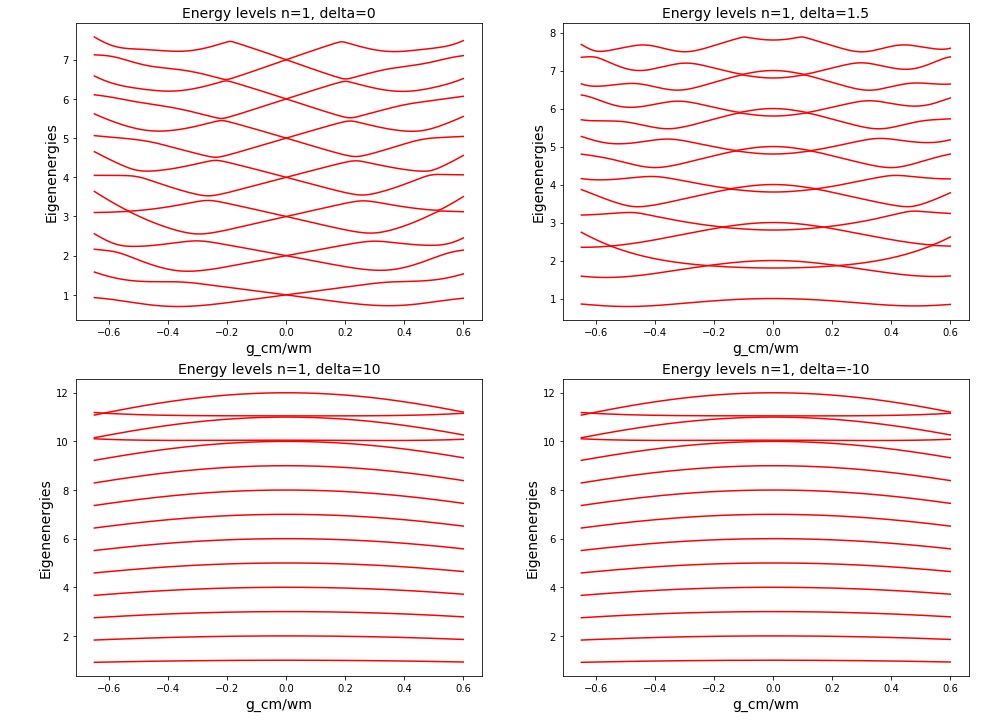 Energy levels n=1, delta=0
Eigenenergies
7
6
5
4
3
2
1
−0.6 −0.4 −0.2 0.0 0.2 0.4 0.6
g_cm/wm
Energy levels n=1, delta=1.5
Eigenenergies
8
7
6
5
4
3
2
1
−0.6 −0.4 −0.2 0.0 0.2 0.4 0.6
g_cm/wm
Energy levels n=1, delta=10
Eigenenergies
12
10
8
6
4
2
−0.6 −0.4 −0.2 0.0 0.2 0.4 0.6
g_cm/wm
Energy levels n=1, delta=-10
Eigenenergies
12
10
8
6
4
2
−0.6 −0.4 −0.2 0.0 0.2 0.4 0.6
g_cm/wm